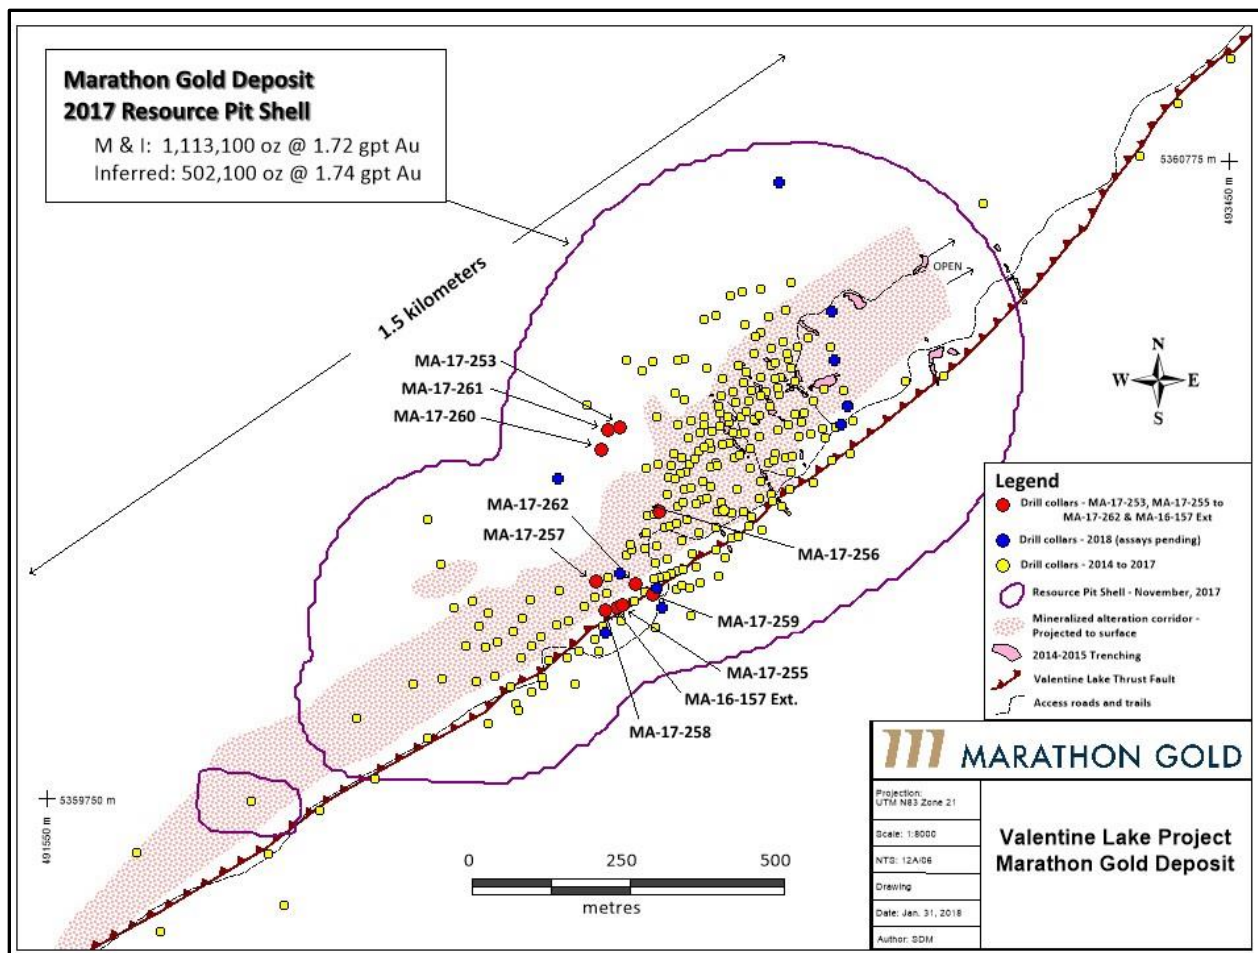 Marathon Gold Deposit
2017 Resource Pit Shell
M & I: 1,113,100 oz @ 1.72 gpt Au
Inferred: 502,100 oz @ 1.74 gpt Au
1.5 kilometers
5360775 m
493450 m
OPEN
MA-17-253
MA-17-261
MA-17-260
N
W
E
S
MA-17-262
MA-17-257
MA-17-256
MA-17-259
MA-17-255
MA-16-157 Ext.
MA-17-258
Legend
Drill collars - MA-17-253, MA-17-255 to
MA-17-262 & MA-16-157 Ext
Drill collars - 2018 (assays pending)
Drill collars - 2014 to 2017
Resource Pit Shell - November, 2017
Mineralized alteration corridor -
Projected to surface
2014-2015 Trenching
Valentine Lake Thrust Fault
Access roads and trails
5359750 m
491550 m
0 250 500
metres
MARATHON GOLD
Projection:
UTM N83 Zone 21
Scale: 1:8000
NTS: 12A/06
Drawing
Date: Jan. 31, 2018
Author: SDM
Valentine Lake Project
Marathon Gold Deposit